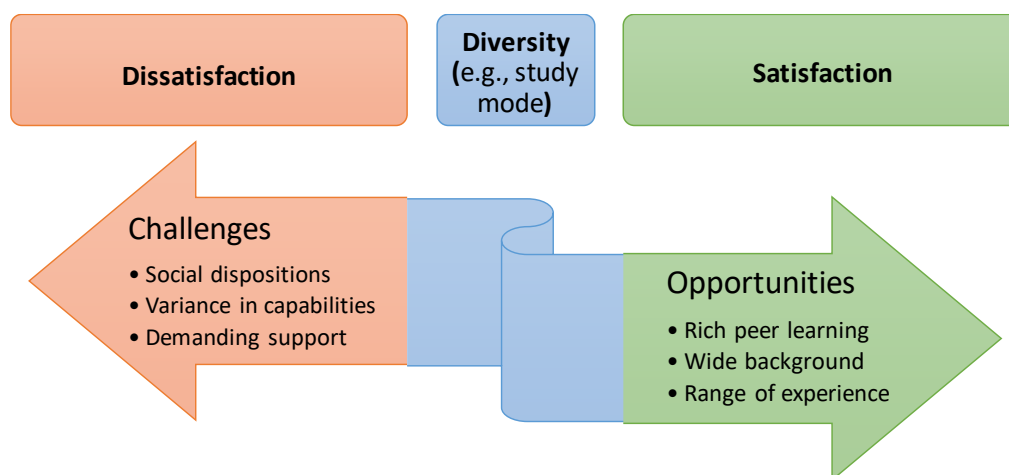 Dissatisfaction
Diversity
(e.g., study
mode)
Satisfaction
Challenges
• Social dispositions
• Variance in capabilities
• Demanding support
Opportunities
• Rich peer learning
• Wide background
• Range of experience